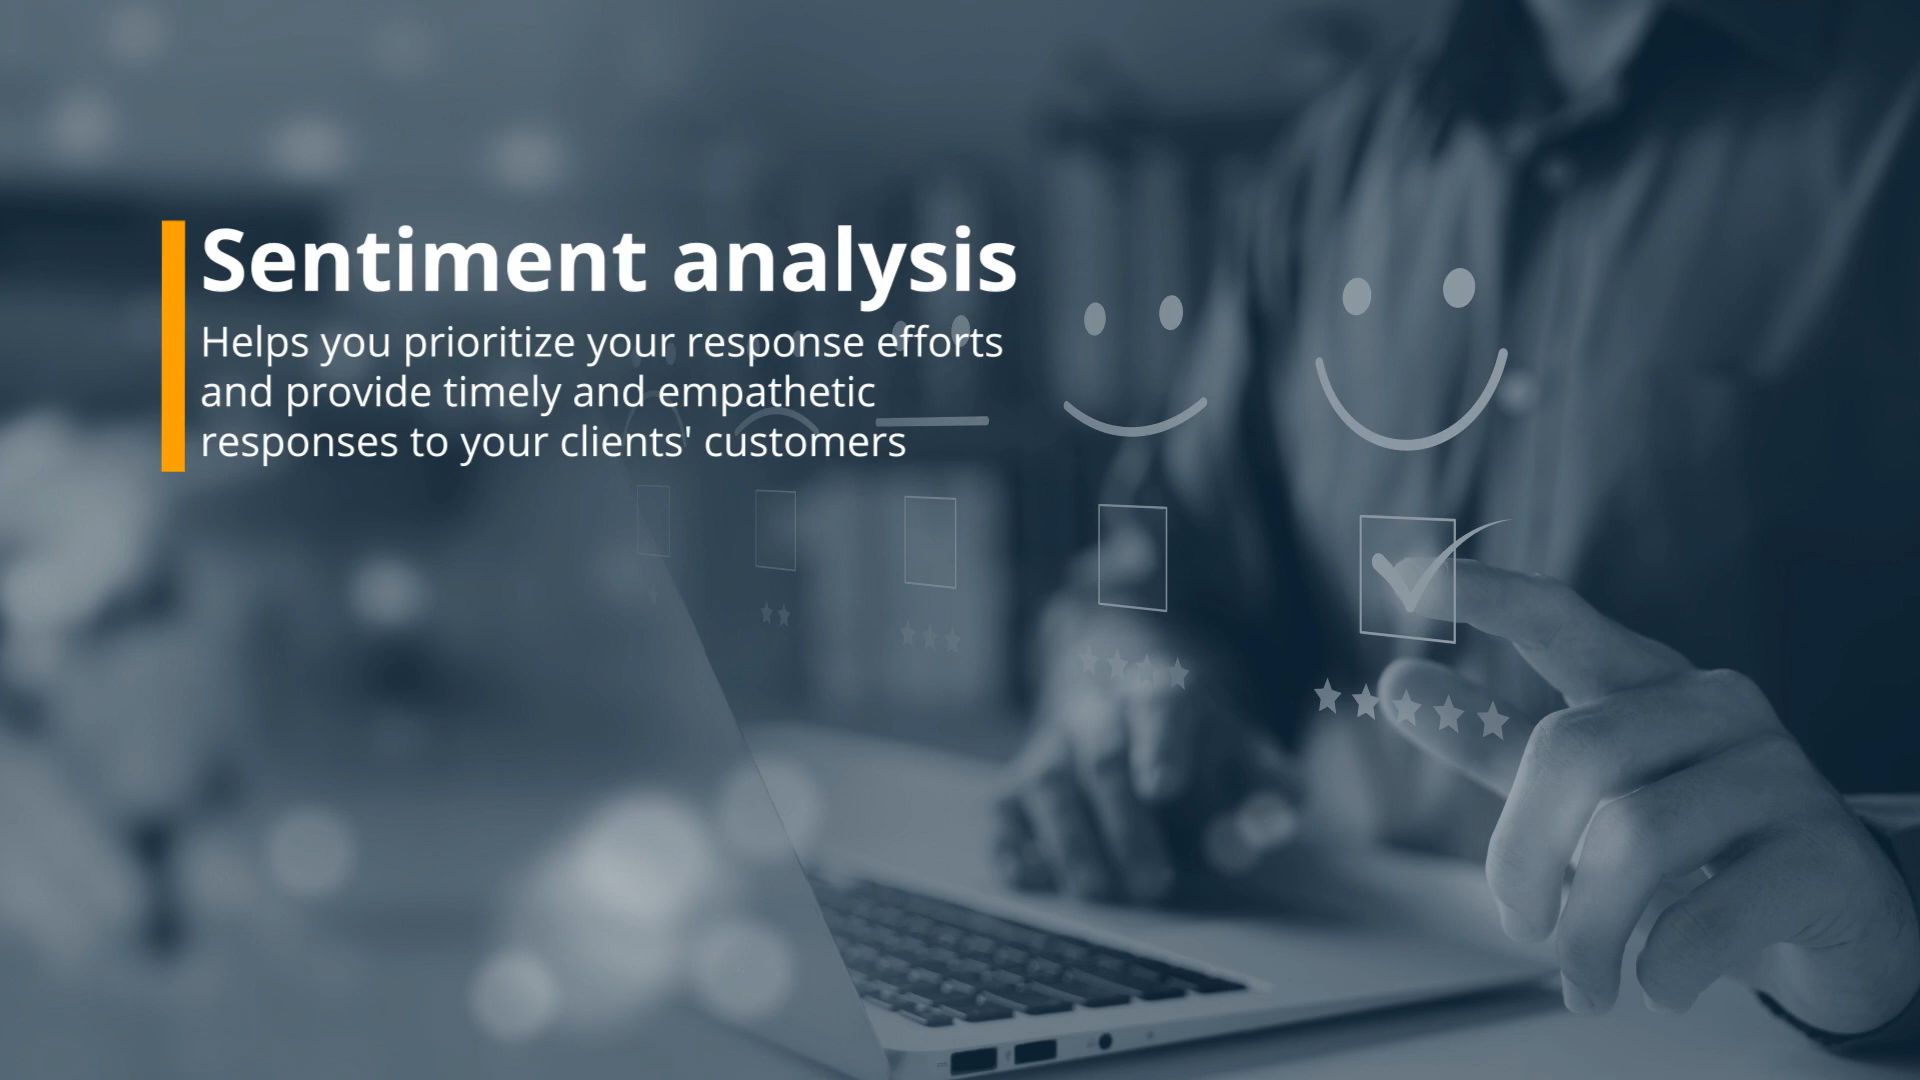 Sentiment analysis
Helps you prioritize your response efforts
and provide timely and empathetic
responses to your clients' customers